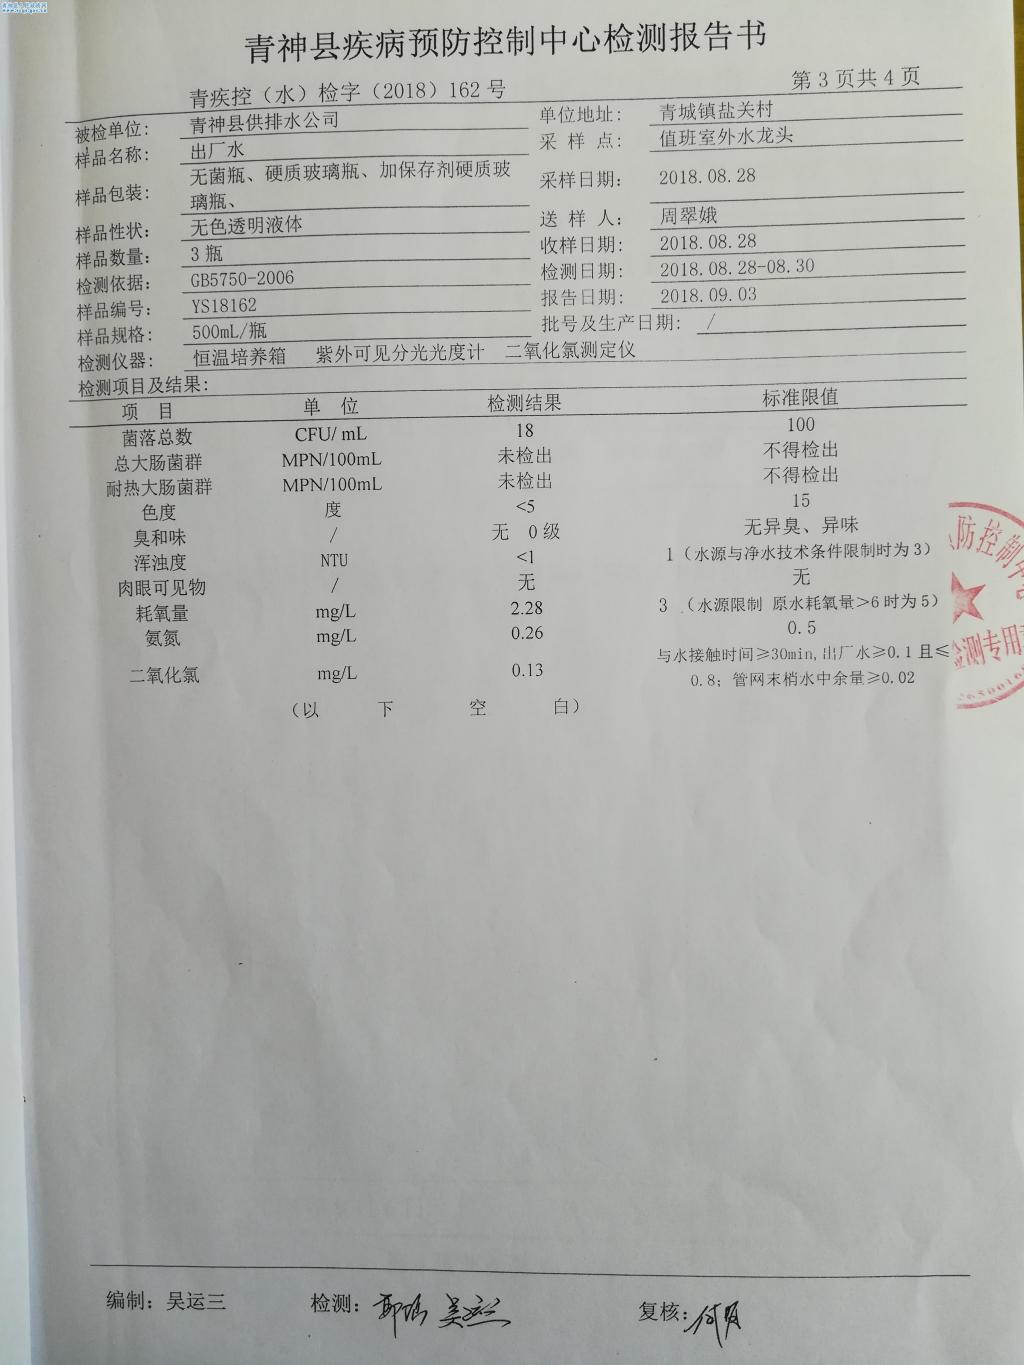 青神县疾病预防控制中心检测报告书
青疾控（水）检字（2018）162 号
第 3 页共 4 页
被检单位: 青神县供排水公司 单位地址: 青城镇盐关村
样品名称: 出厂水 采 样 点: 值班室外水龙头
样品包装: 无菌瓶、硬质玻璃瓶、加保存剂硬质玻 采样日期: 2018.08.28
璃瓶、
样品性状: 无色透明液体 送 样 人: 周翠娥
样品数量: 3 瓶 收样日期: 2018.08.28
检测依据: GB5750-2006 检测日期: 2018.08.28-08.30
样品编号: YS18162 报告日期: 2018.09.03
样品规格: 500mL/瓶 批号及生产日期: /
检测仪器: 恒温培养箱 紫外可见分光光度计 二氧化氯测定仪
检测项目及结果:
项 目 单 位 检测结果 标准限值
菌落总数 CFU/ mL 18 100
总大肠菌群 MPN/100mL 未检出 不得检出
耐热大肠菌群 MPN/100mL 未检出 不得检出
色度 度 <5 15
臭和味 / 无 0 级 无异臭、异味
浑浊度 NTU <1 1（水源与净水技术条件限制时为 3）
肉眼可见物 / 无 无
耗氧量 mg/L 2.28 3 （水源限制 原水耗氧量>6 时为 5）
氨氮 mg/L 0.26 0.5
二氧化氯 mg/L 0.13 与水接触时间≥30min,出厂水≥0.1 且≤
0.8; 管网末梢水中余量≥0.02
（以 下 空 白）
防控制
检测专用
编制: 吴运三 检测: 吴运三 复核: